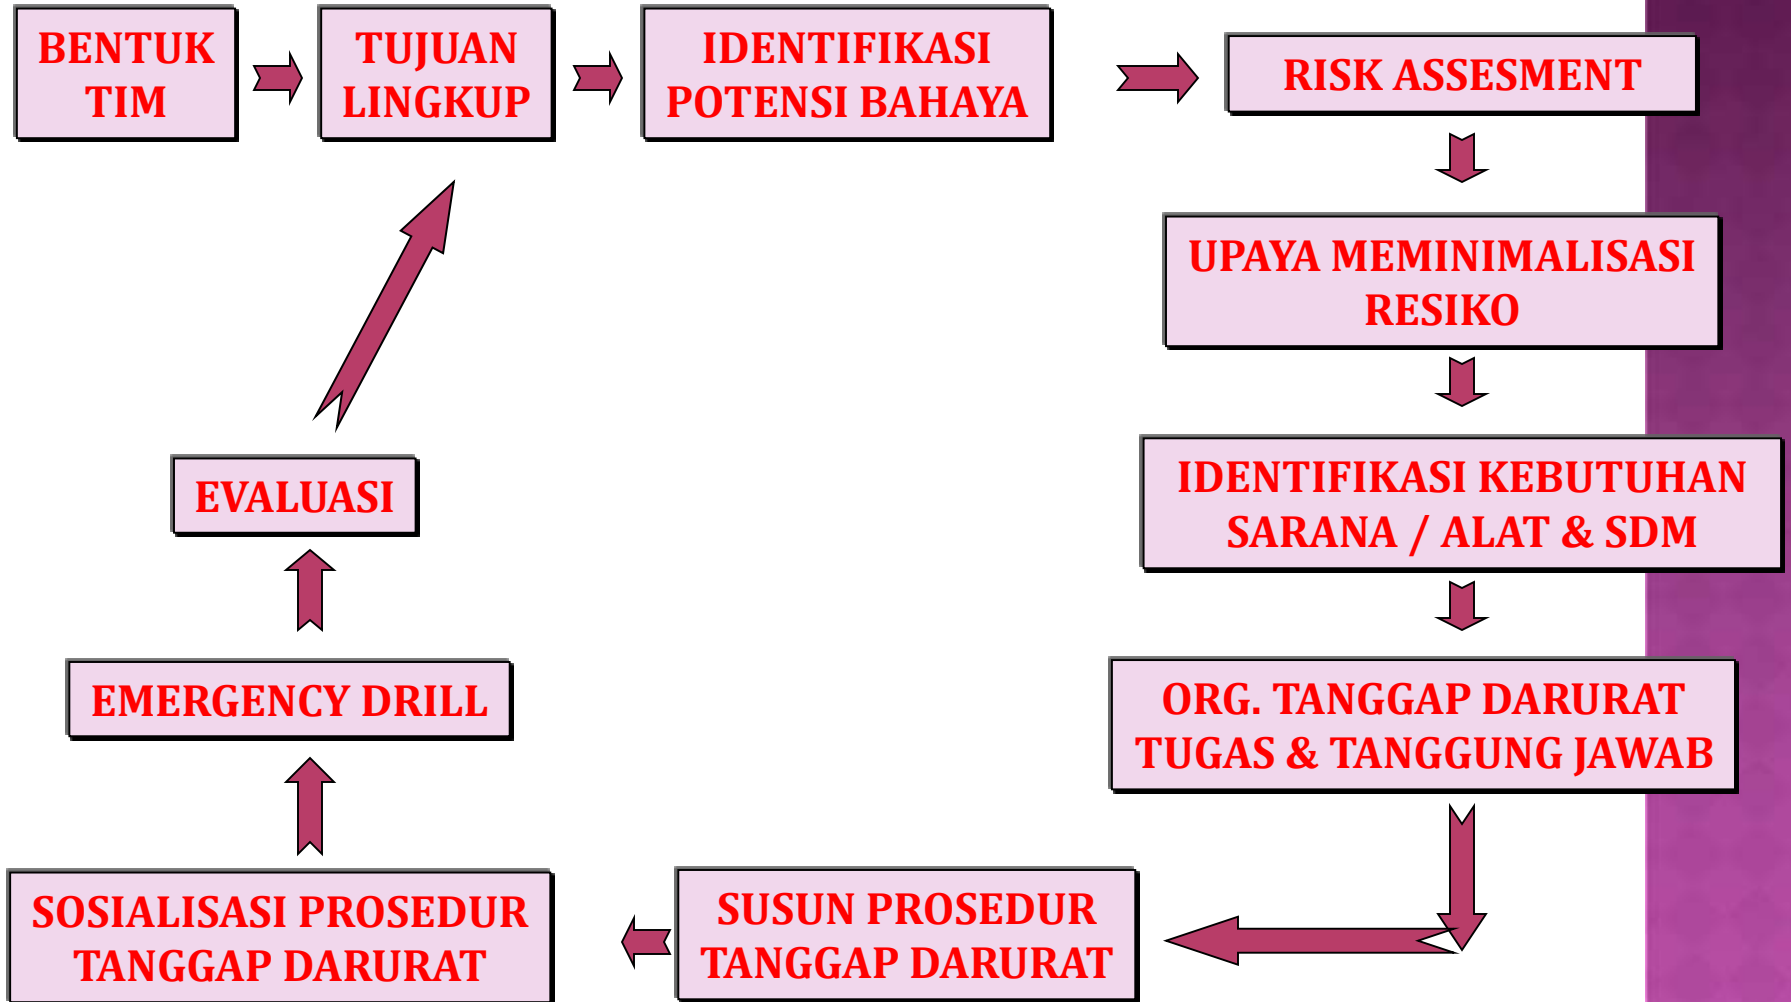 BENTUK
TIM
TUJUAN
LINGKUP
IDENTIFIKASI
POTENSI BAHAYA
RISK ASSESMENT
UPAYA MEMINIMALISASI
RESIKO
IDENTIFIKASI KEBUTUHAN
SARANA / ALAT & SDM
ORG. TANGGAP DARURAT
TUGAS & TANGGUNG JAWAB
SUSUN PROSEDUR
TANGGAP DARURAT
SOSIALISASI PROSEDUR
TANGGAP DARURAT
EMERGENCY DRILL
EVALUASI